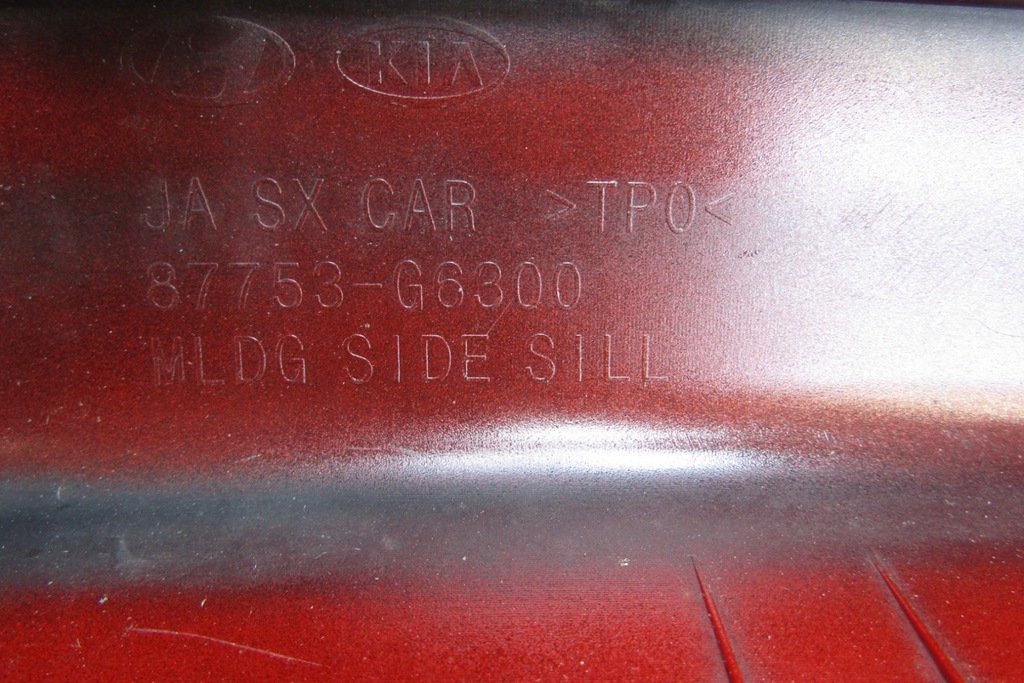 KIA
JA SX CAR >TPO<
87753-G6300
MLDG SIDE SILL